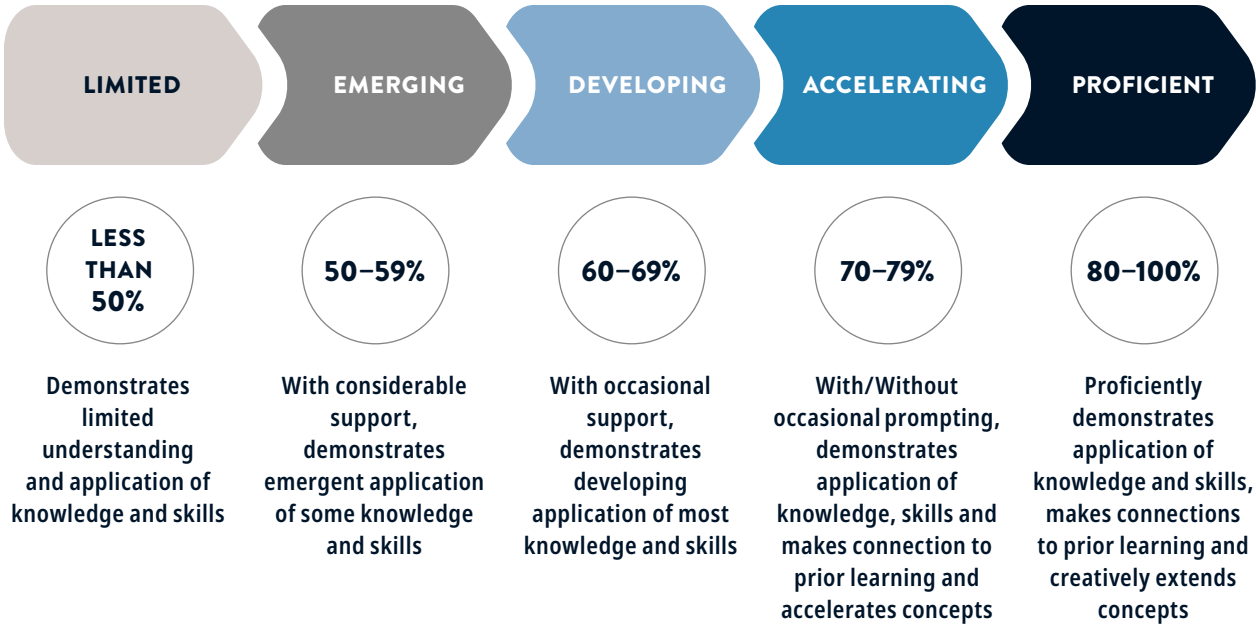 LIMITED
EMERGING
DEVELOPING
ACCELERATING
PROFICIENT
LESS
THAN
50%
50–59%
60–69%
70–79%
80–100%
Demonstrates
limited
understanding
and application of
knowledge and skills
With considerable
support,
demonstrates
emergent application
of some knowledge
and skills
With occasional
support,
demonstrates
developing
application of most
knowledge and skills
With/Without
occasional prompting,
demonstrates
application of
knowledge, skills and
makes connection to
prior learning and
accelerates concepts
Proficiently
demonstrates
application of
knowledge and skills,
makes connections
to prior learning and
creatively extends
concepts